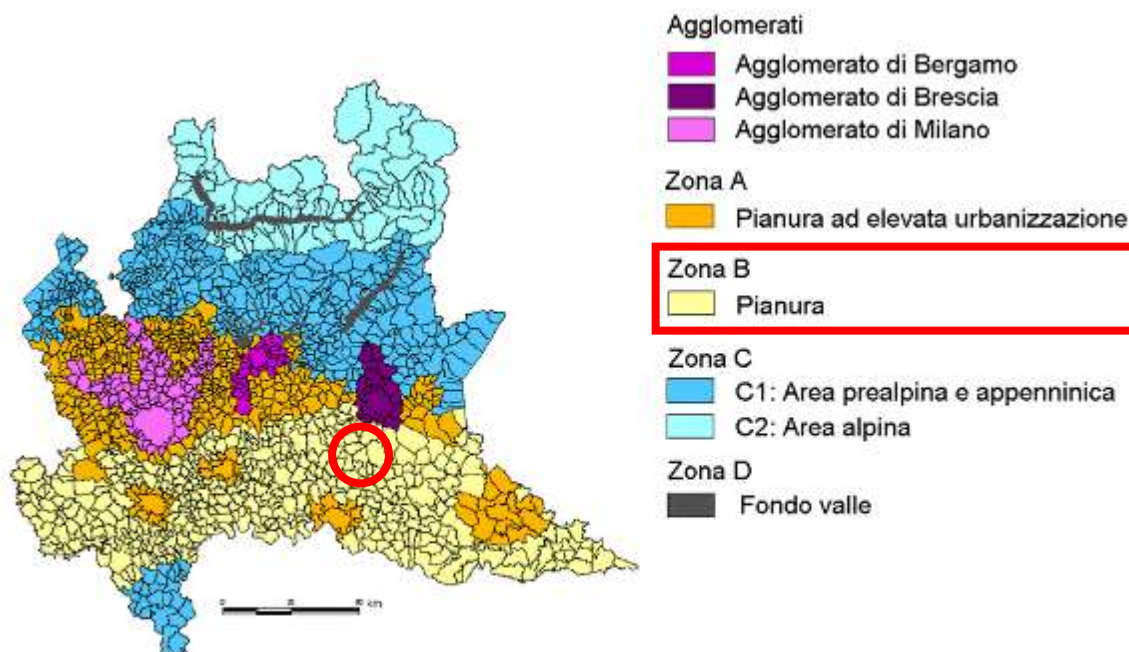 Agglomerati
Agglomerato di Bergamo
Agglomerato di Brescia
Agglomerato di Milano
Zona A
Pianura ad elevata urbanizzazione
Zona B
Pianura
Zona C
C1: Area prealpina e appenninica
C2: Area alpina
Zona D
Fondo valle
km